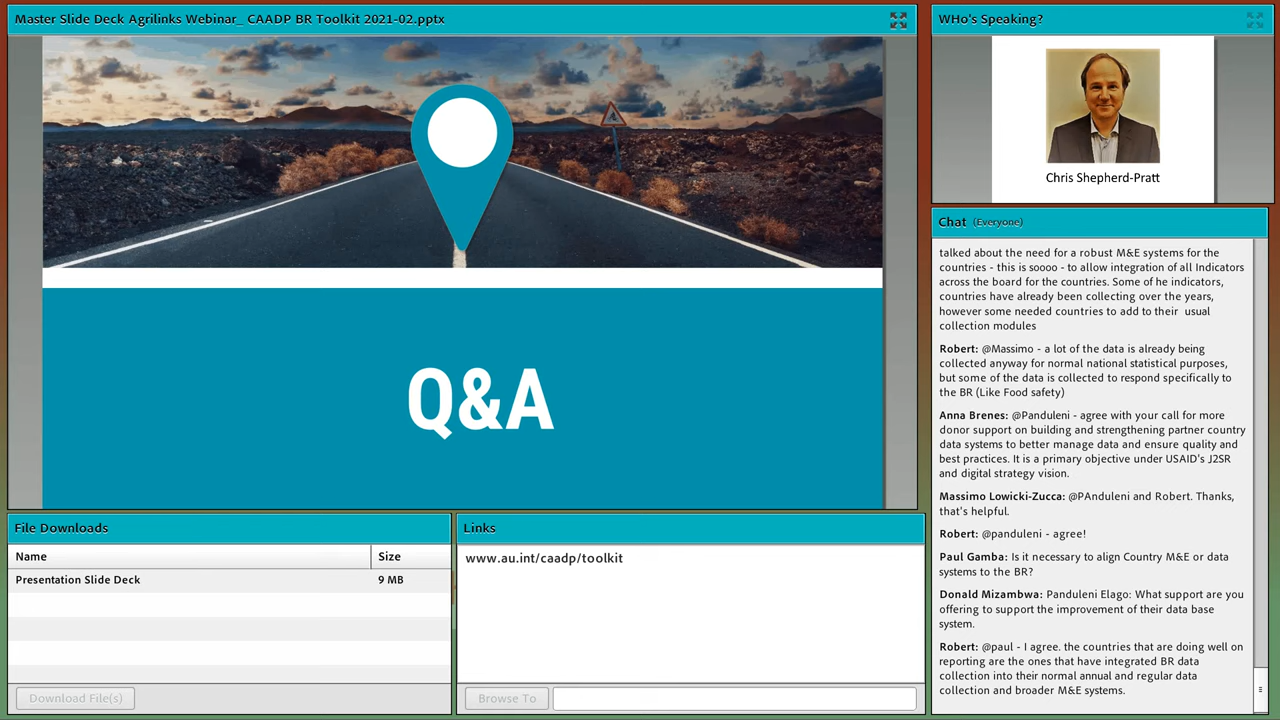 Master Slide Deck Agrilinks Webinar_ CAADP BR Toolkit 2021-02.pptx
Q&A
File Downloads
Name Size
Presentation Slide Deck 9 MB
Download File(s)
Links
www.au.int/caadp/toolkit
Browse To
WHo's Speaking?
Chris Shepherd-Pratt
Chat (Everyone)
talked about the need for a robust M&E systems for the
countries - this is soooo - to allow integration of all Indicators
across the board for the countries. Some of he indicators,
countries have already been collecting over the years,
however some needed countries to add to their usual
collection modules
Robert: @Massimo - a lot of the data is already being
collected anyway for normal national statistical purposes,
but some of the data is collected to respond specifically to
the BR (Like Food safety)
Anna Brenes: @Panduleni - agree with your call for more
donor support on building and strengthening partner country
data systems to better manage data and ensure quality and
best practices. It is a primary objective under USAID's J2SR
and digital strategy vision.
Massimo Lowicki-Zucca: @PAnduleni and Robert. Thanks,
that's helpful.
Robert: @panduleni - agree!
Paul Gamba: Is it necessary to align Country M&E or data
systems to the BR?
Donald Mizambwa: Panduleni Elago: What support are you
offering to support the improvement of their data base
system.
Robert: @paul - I agree. the countries that are doing well on
reporting are the ones that have integrated BR data
collection into their normal annual and regular data
collection and broader M&E systems.